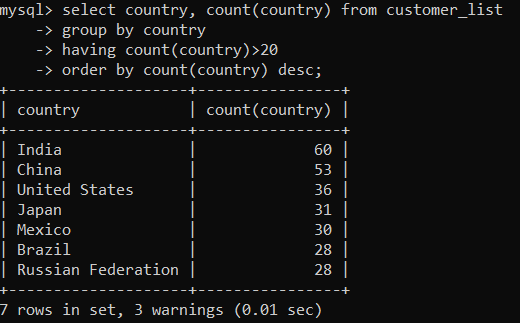 mysql> select country, count(country) from customer_list
    -> group by country
    -> having count(country)>20
    -> order by count(country) desc;
+--------------------+----------------+
| country            | count(country) |
+--------------------+----------------+
| India              |             60 |
| China              |             53 |
| United States      |             36 |
| Japan              |             31 |
| Mexico             |             30 |
| Brazil             |             28 |
| Russian Federation |             28 |
+--------------------+----------------+
7 rows in set, 3 warnings (0.01 sec)